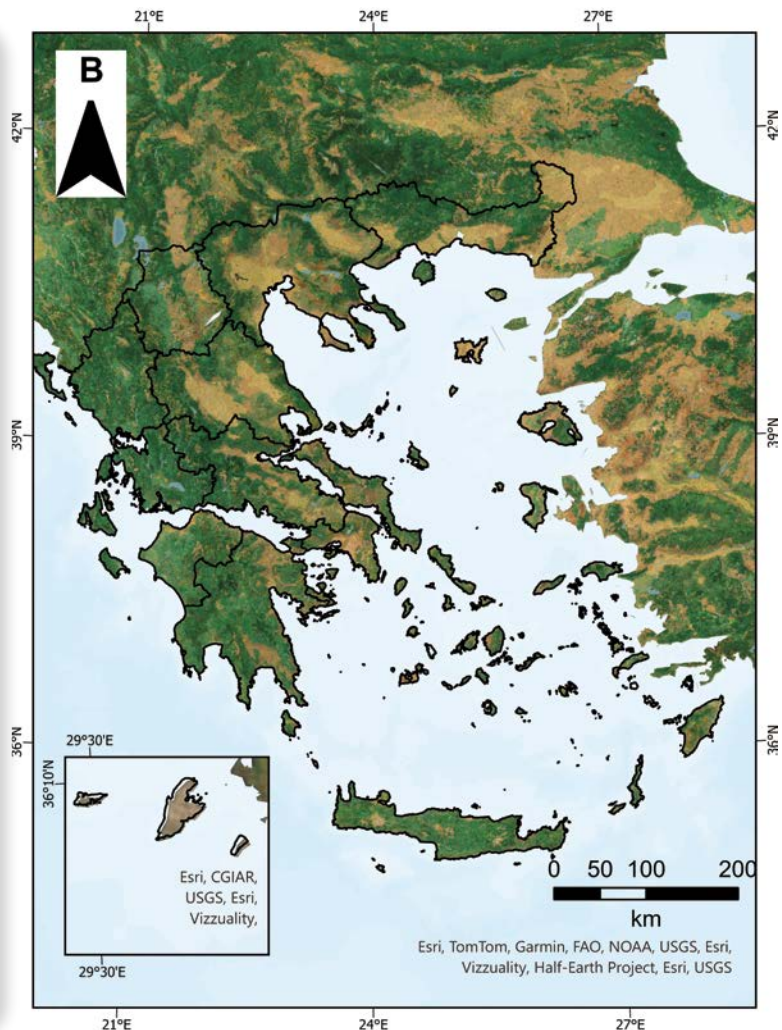 21°E 24°E 27°E
B
42°N 42°N
39°N 39°N
36°N 36°N
29°30'E
36°10'N
Esri, CGIAR,
USGS, Esri,
Vizzuality,
29°30'E
0 50 100 200
km
Esri, TomTom, Garmin, FAO, NOAA, USGS, Esri,
Vizzuality, Half-Earth Project, Esri, USGS
21°E 24°E 27°E